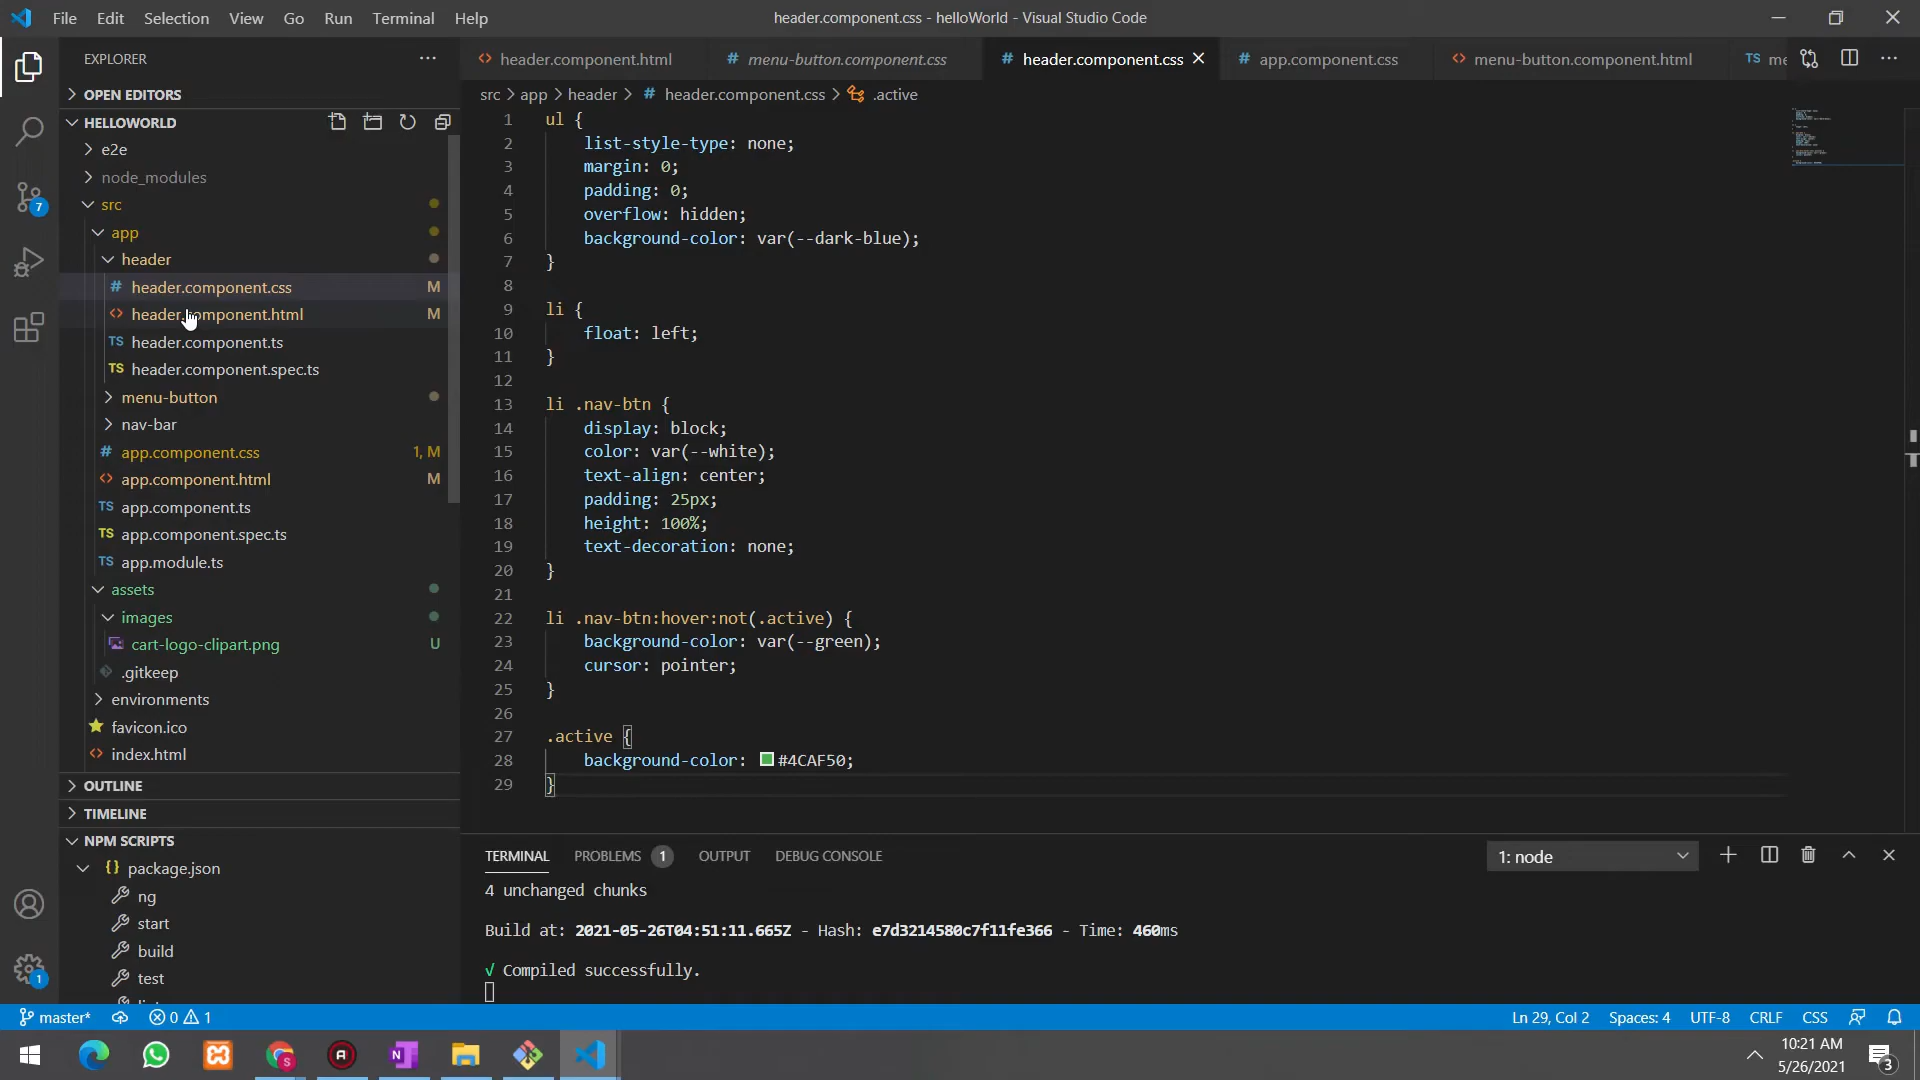 File Edit Selection View Go Run Terminal Help
header.component.css - helloWorld - Visual Studio Code
EXPLORER
OPEN EDITORS
HELLOWORLD
e2e
node_modules
src
app
header
header.component.css M
header.component.html M
TS header.component.ts
TS header.component.spec.ts
menu-button
nav-bar
app.component.css 1, M
app.component.html M
TS app.component.ts
TS app.component.spec.ts
TS app.module.ts
assets
images
cart-logo-clipart.png U
.gitkeep
environments
favicon.ico
index.html
OUTLINE
TIMELINE
NPM SCRIPTS
package.json
ng
start
build
test
7
1
header.component.html # menu-button.component.css # header.component.css # app.component.css menu-button.component.html TS me
src > app > header > # header.component.css > .active
1 ul {
2 list-style-type: none;
3 margin: 0;
4 padding: 0;
5 overflow: hidden;
6 background-color: var(--dark-blue);
7 }
8
9 li {
10 float: left;
11 }
12
13 li .nav-btn {
14 display: block;
15 color: var(--white);
16 text-align: center;
17 padding: 25px;
18 height: 100%;
19 text-decoration: none;
20 }
21
22 li .nav-btn:hover:not(.active) {
23 background-color: var(--green);
24 cursor: pointer;
25 }
26
27 .active {
28 background-color: #4CAF50;
29 }
TERMINAL PROBLEMS 1 OUTPUT DEBUG CONSOLE 1: node
4 unchanged chunks
Build at: 2021-05-26T04:51:11.665Z - Hash: e7d3214580c7f11fe366 - Time: 460ms
√ Compiled successfully.
master* 0 1 Ln 29, Col 2 Spaces: 4 UTF-8 CRLF CSS
10:21 AM
5/26/2021
3